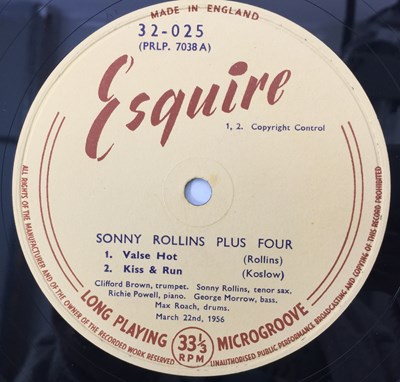 MADE IN ENGLAND
32-025
(PRLP. 7038A)
Esquire
1, 2. Copyright Control
SONNY ROLLINS PLUS FOUR
1. Valse Hot (Rollins)
2. Kiss & Run (Koslow)
Clifford Brown, trumpet. Sonny Rollins, tenor sax.
Richie Powell, piano. George Morrow, bass.
Max Roach, drums.
March 22nd, 1956
LONG PLAYING 33⅓ RPM MICROGROOVE
ALL RIGHTS OF THE MANUFACTURER AND OF THE OWNER OF THE RECORDED WORK RESERVED
UNAUTHORISED PUBLIC PERFORMANCE BROADCASTING AND COPYING OF THIS RECORD PROHIBITED